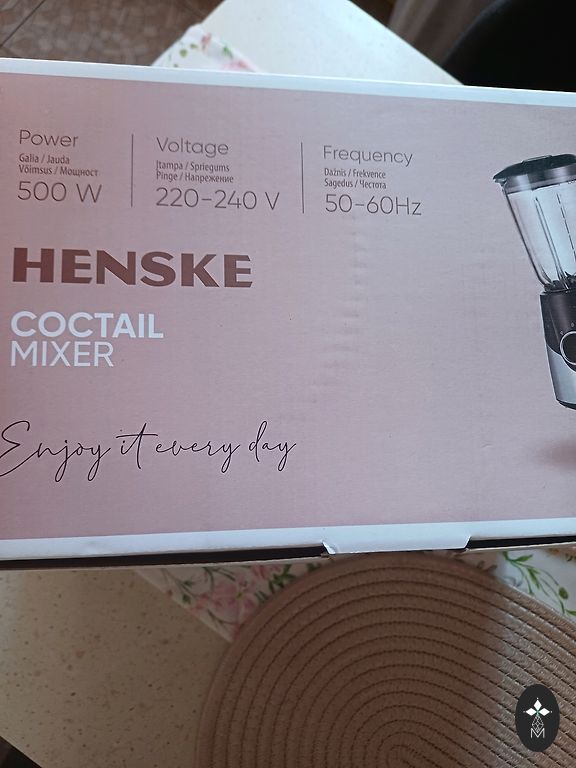 Power
Galia / Jauda
Võimsus / Мощност
500 W
Voltage
Įtampa / Spriegums
Pinge / Напряжение
220-240 V
Frequency
Dažnis / Frekvence
Sagedus / Честота
50-60Hz
HENSKE
COCTAIL
MIXER
Enjoy it every day
M